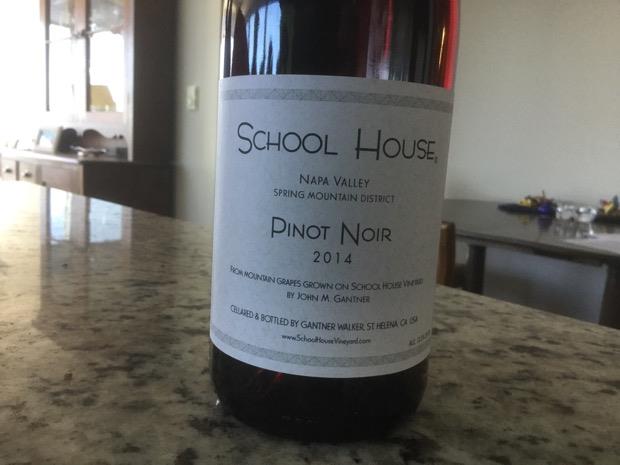 SCHOOL HOUSE®
NAPA VALLEY
SPRING MOUNTAIN DISTRICT
PINOT NOIR
2014
FROM MOUNTAIN GRAPES GROWN ON SCHOOL HOUSE VINEYARD
BY JOHN M. GANTNER
CELLARED & BOTTLED BY GANTNER WALKER, ST. HELENA, CA USA
www.SchoolHouseVineyard.com
ALC.